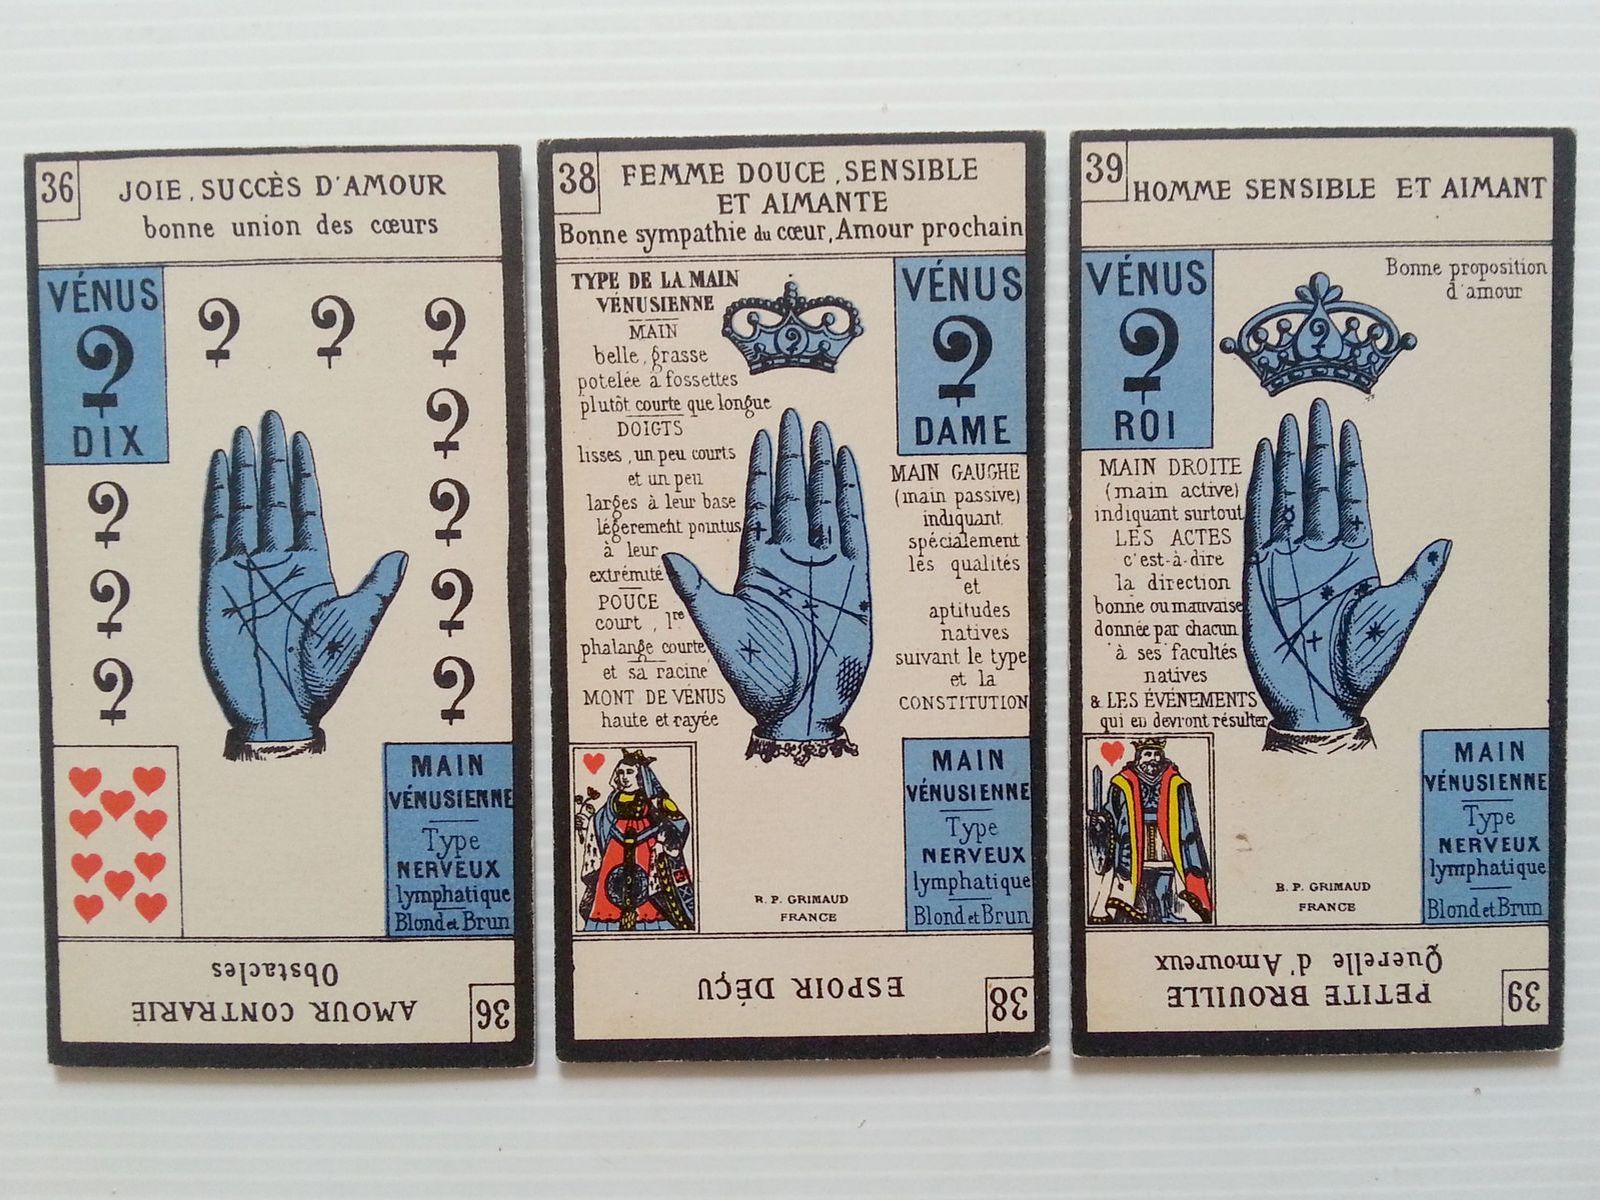 36
JOIE, SUCCÈS D'AMOUR
bonne union des cœurs
VÉNUS
DIX
MAIN
VÉNUSIENNE
Type
NERVEUX
lymphatique
Blond et Brun
36
AMOUR CONTRARIE
Obstacles
38
FEMME DOUCE, SENSIBLE
ET AIMANTE
Bonne sympathie du cœur, Amour prochain
TYPE DE LA MAIN
VÉNUSIENNE
MAIN
belle, grasse
potelée à fossettes
plutôt courte que longue
DOIGTS
lisses, un peu courts
et un peu
larges à leur base
légèrement pointus
à leur
extrémité
POUCE
court, 1re
phalange courte
et sa racine
MONT DE VÉNUS
haute et rayée
VÉNUS
DAME
MAIN GAUGHE
(main passive)
indiquant
spécialement
les qualités
et
aptitudes
natives
suivant le type
et la
CONSTITUTION
B. P. GRIMAUD
FRANCE
MAIN
VÉNUSIENNE
Type
NERVEUX
lymphatique
Blond et Brun
38
ESPOIR DÉÇU
39
HOMME SENSIBLE ET AIMANT
VÉNUS
ROI
Bonne proposition
d'amour
MAIN DROITE
(main active)
indiquant surtout
LES ACTES
c'est-à-dire
la direction
bonne ou mauvaise
donnée par chacun
à ses facultés
natives
& LES ÉVÉNEMENTS
qui en devront résulter
B. P. GRIMAUD
FRANCE
MAIN
VÉNUSIENNE
Type
NERVEUX
lymphatique
Blond et Brun
39
PETITE BROUILLE
Querelle d'Amoureux